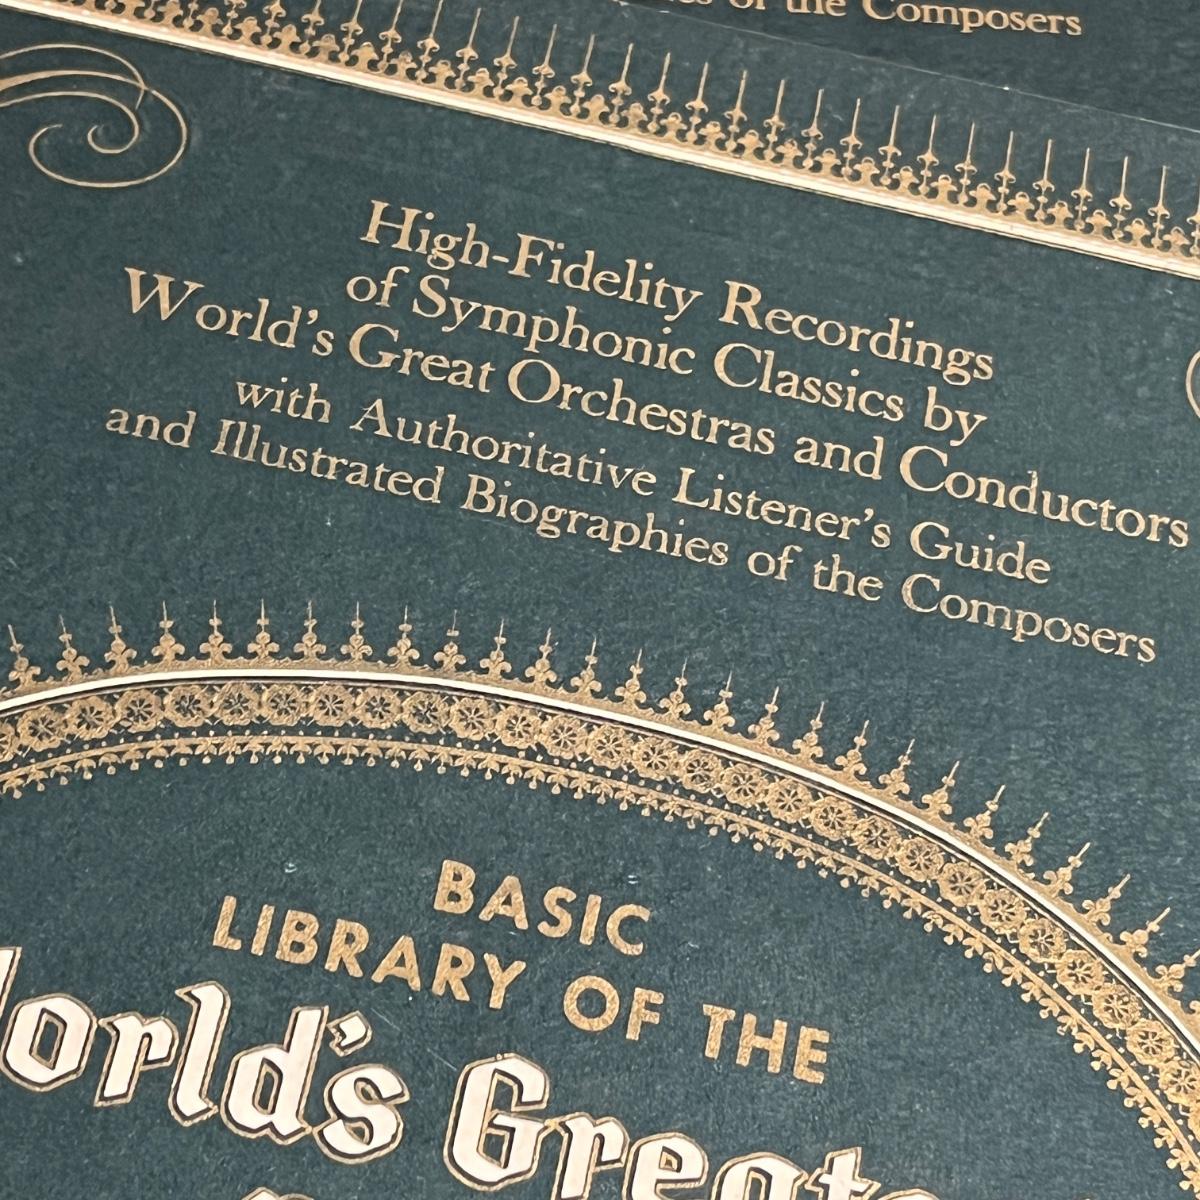 of the Composers
High-Fidelity Recordings
of Symphonic Classics by
World's Great Orchestras and Conductors
with Authoritative Listener's Guide
and Illustrated Biographies of the Composers
BASIC
LIBRARY OF THE
World's Great